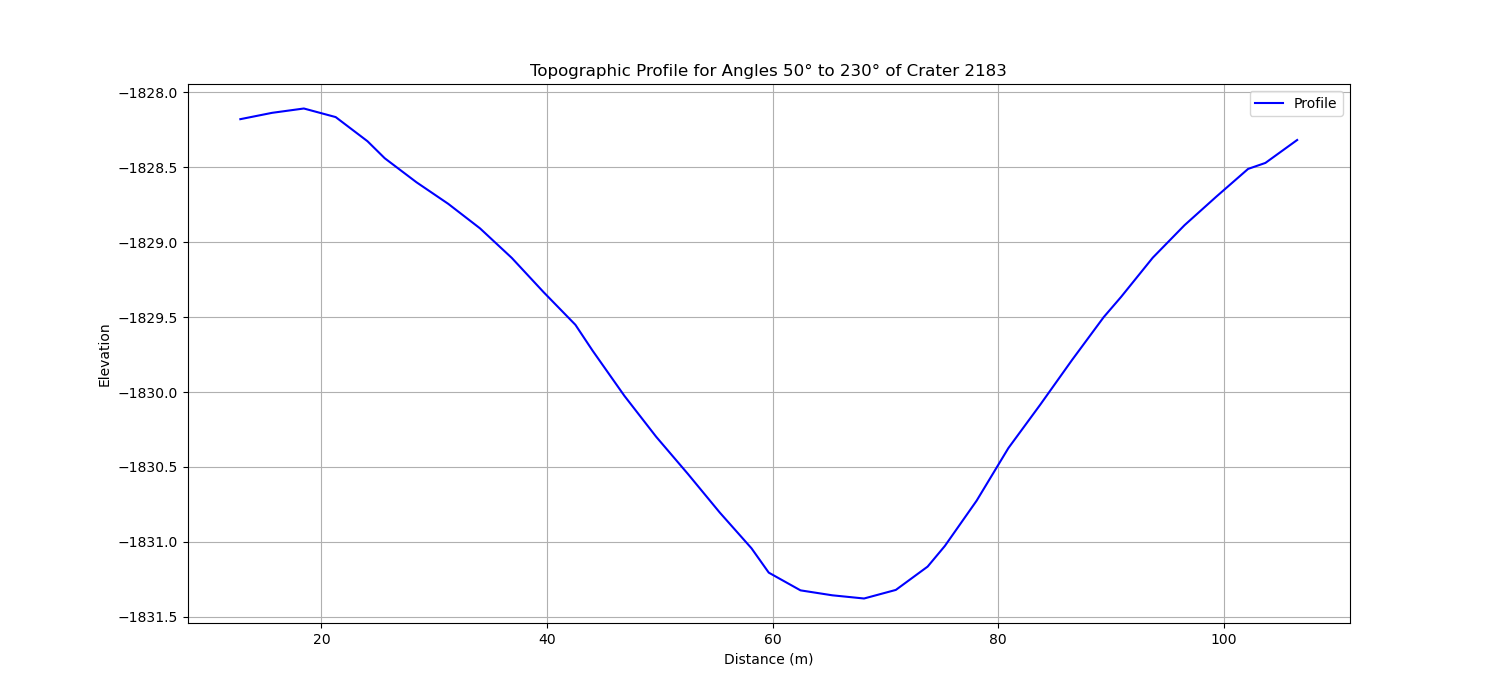 Topographic Profile for Angles 50° to 230° of Crater 2183
Profile
−1828.0
−1828.5
−1829.0
−1829.5
−1830.0
−1830.5
−1831.0
−1831.5
Elevation
20 40 60 80 100
Distance (m)